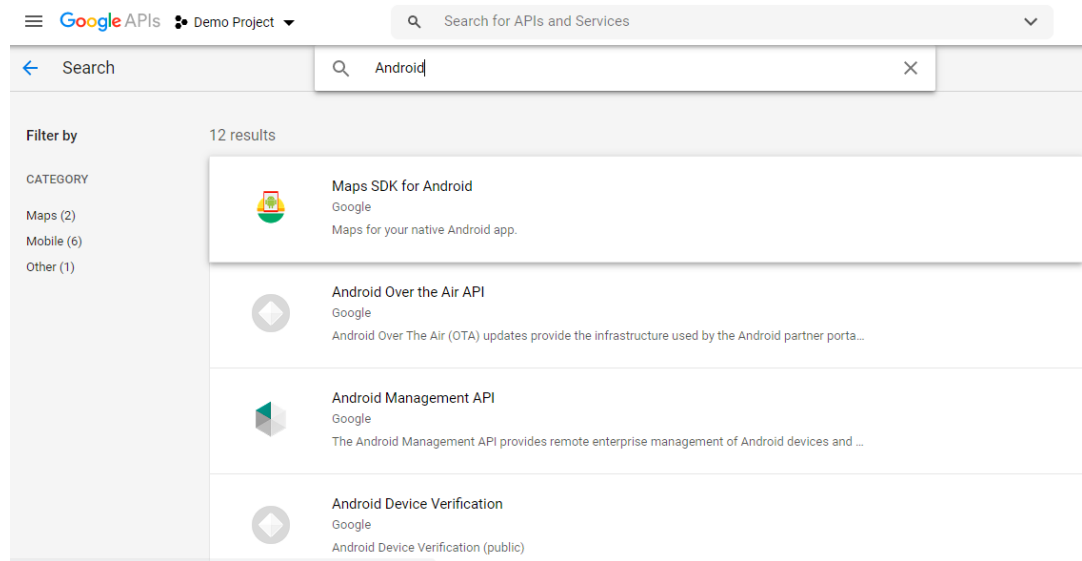 Google APIs Demo Project Search for APIs and Services
Search Android
Filter by
CATEGORY
Maps (2)
Mobile (6)
Other (1)
12 results
Maps SDK for Android
Google
Maps for your native Android app.
Android Over the Air API
Google
Android Over The Air (OTA) updates provide the infrastructure used by the Android partner porta...
Android Management API
Google
The Android Management API provides remote enterprise management of Android devices and ...
Android Device Verification
Google
Android Device Verification (public)